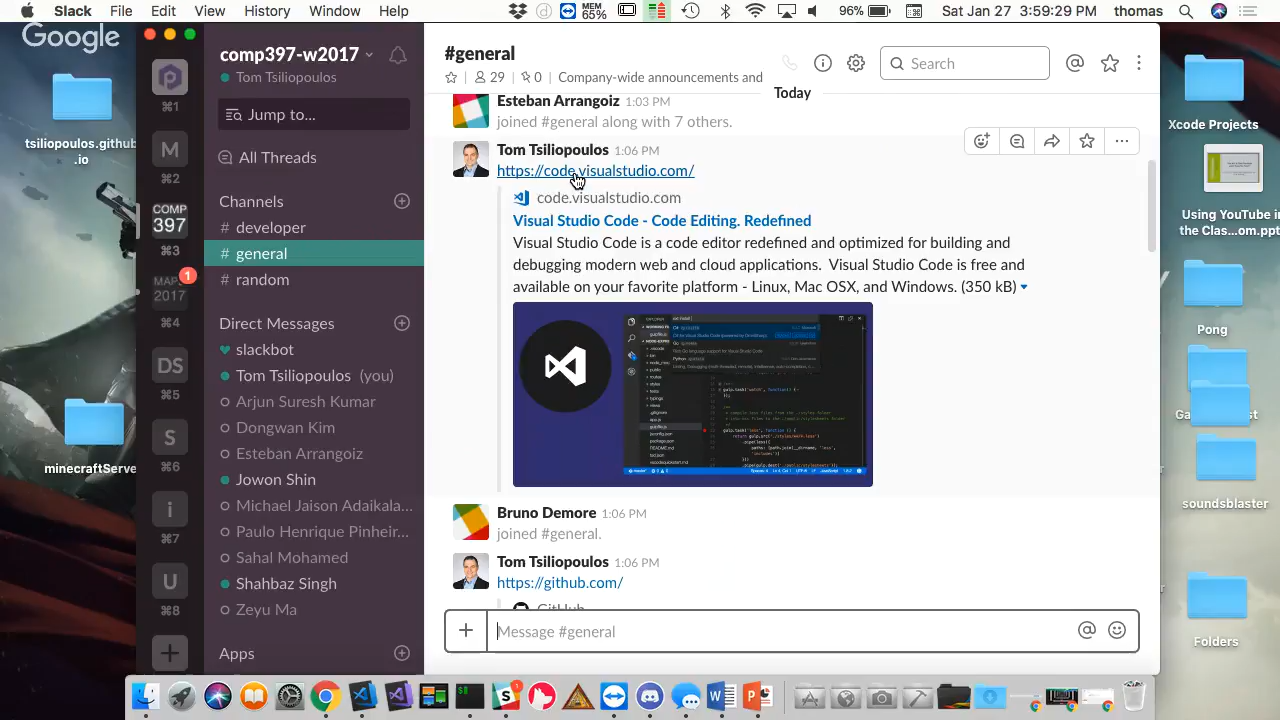 Slack File Edit View History Window Help MEM 65% 96% Sat Jan 27 3:59:29 PM thomas
Google
tsiliopoulos.github
.io
minecraftServe
⌘1
M
⌘2
COMP
397
⌘3
MAP
2017
1
⌘4
DS
⌘5
S
⌘6
i
⌘7
U
⌘8
comp397-w2017
Tom Tsiliopoulos
Jump to...
All Threads
Channels
# developer
# general
# random
Direct Messages
slackbot
Tom Tsiliopoulos (you)
Arjun Suresh Kumar
Dongwan Kim
Esteban Arrangoiz
Jowon Shin
Michael Jaison Adaikala...
Paulo Henrique Pinheir...
Sahal Mohamed
Shahbaz Singh
Zeyu Ma
Apps
#general
29 0 Company-wide announcements and
Search
Today
Esteban Arrangoiz 1:03 PM
joined #general along with 7 others.
Tom Tsiliopoulos 1:06 PM
https://code.visualstudio.com/
code.visualstudio.com
Visual Studio Code - Code Editing. Redefined
Visual Studio Code is a code editor redefined and optimized for building and
debugging modern web and cloud applications. Visual Studio Code is free and
available on your favorite platform - Linux, Mac OSX, and Windows. (350 kB)
Bruno Demore 1:06 PM
joined #general.
Tom Tsiliopoulos 1:06 PM
https://github.com/
GitHub
Message #general
Xcode Projects
Using YouTube in
the Clas...om.pptx
Pong
soundsblaster
Folders